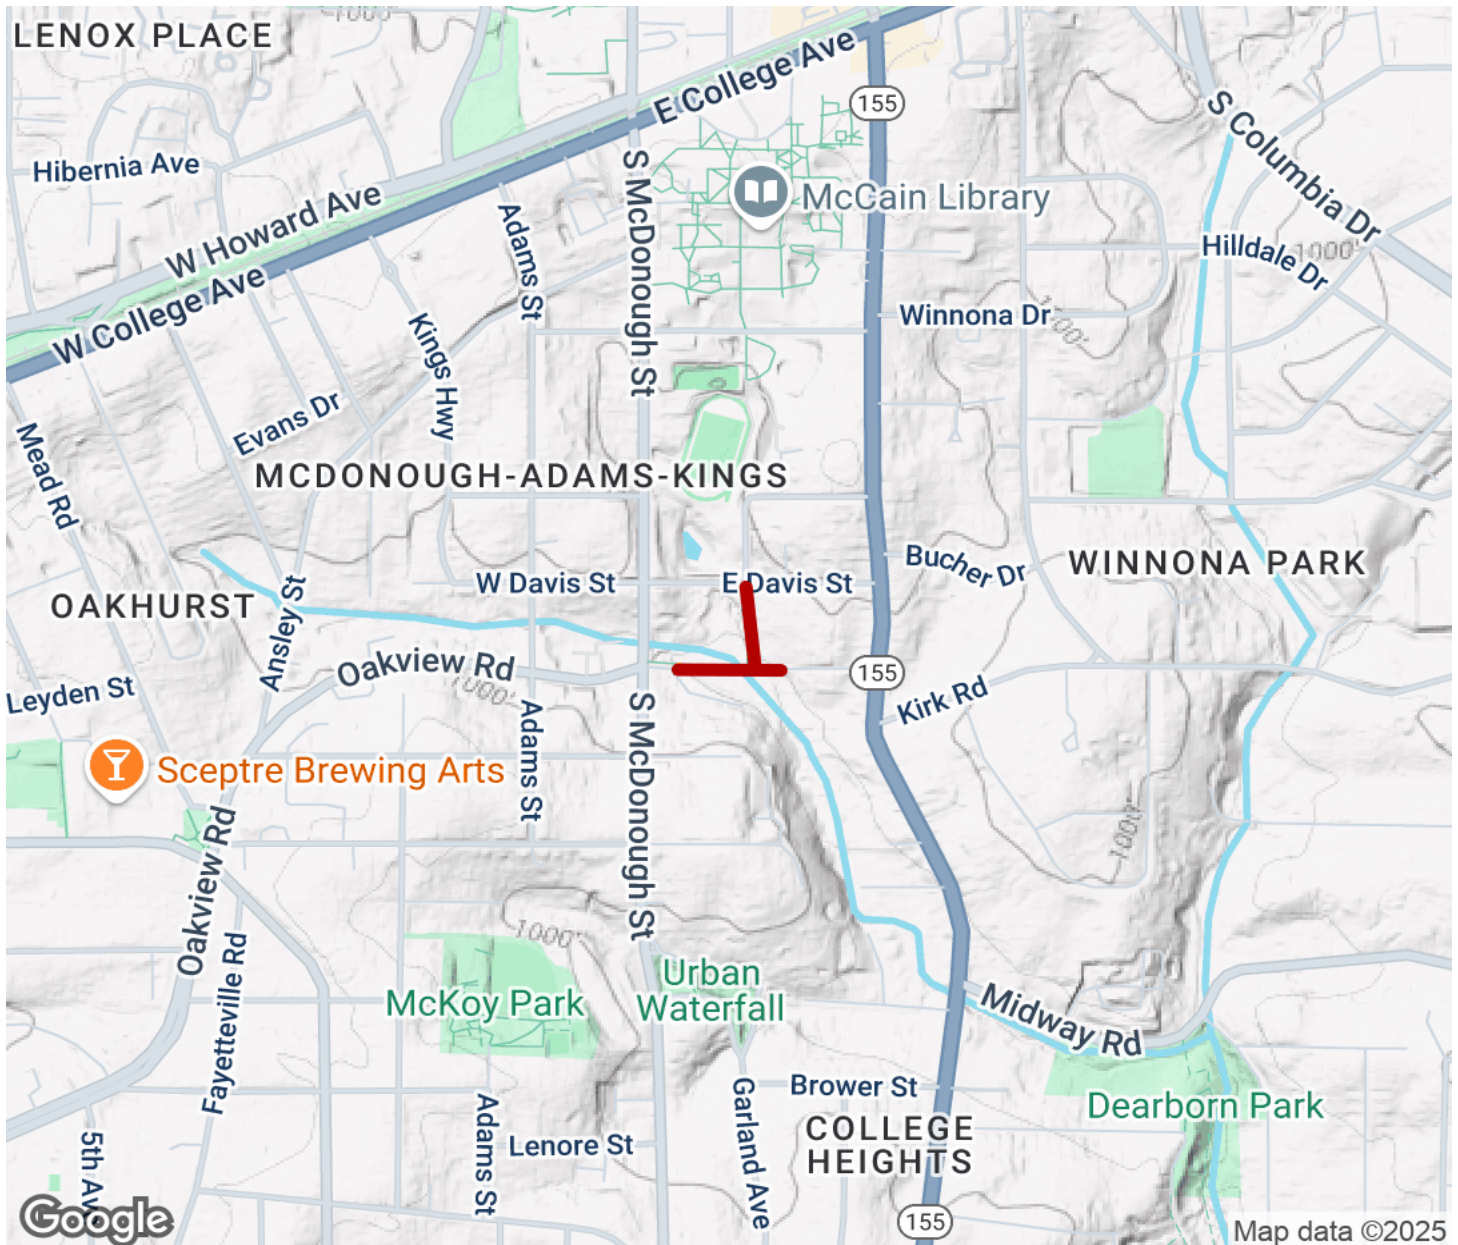 LENOX PLACE
1000'
E College Ave
155
S Columbia Dr
Hibernia Ave
W Howard Ave
S McDonough St
McCain Library
Adams St
Hilldale Dr
1000'
W College Ave
Kings Hwy
Winnona Dr
1100'
Evans Dr
Mead Rd
MCDONOUGH-ADAMS-KINGS
WINNONA PARK
Bucher Dr
W Davis St
E Davis St
OAKHURST
Ansley St
Oakview Rd
1000'
155
Kirk Rd
Leyden St
Adams St
S McDonough St
Sceptre Brewing Arts
1000'
Oakview Rd
1000'
Fayetteville Rd
McKoy Park
Urban
Waterfall
Midway Rd
Brower St
Dearborn Park
Garland Ave
Adams St
COLLEGE
HEIGHTS
Lenore St
5th Ave
155
Google
Map data ©2025